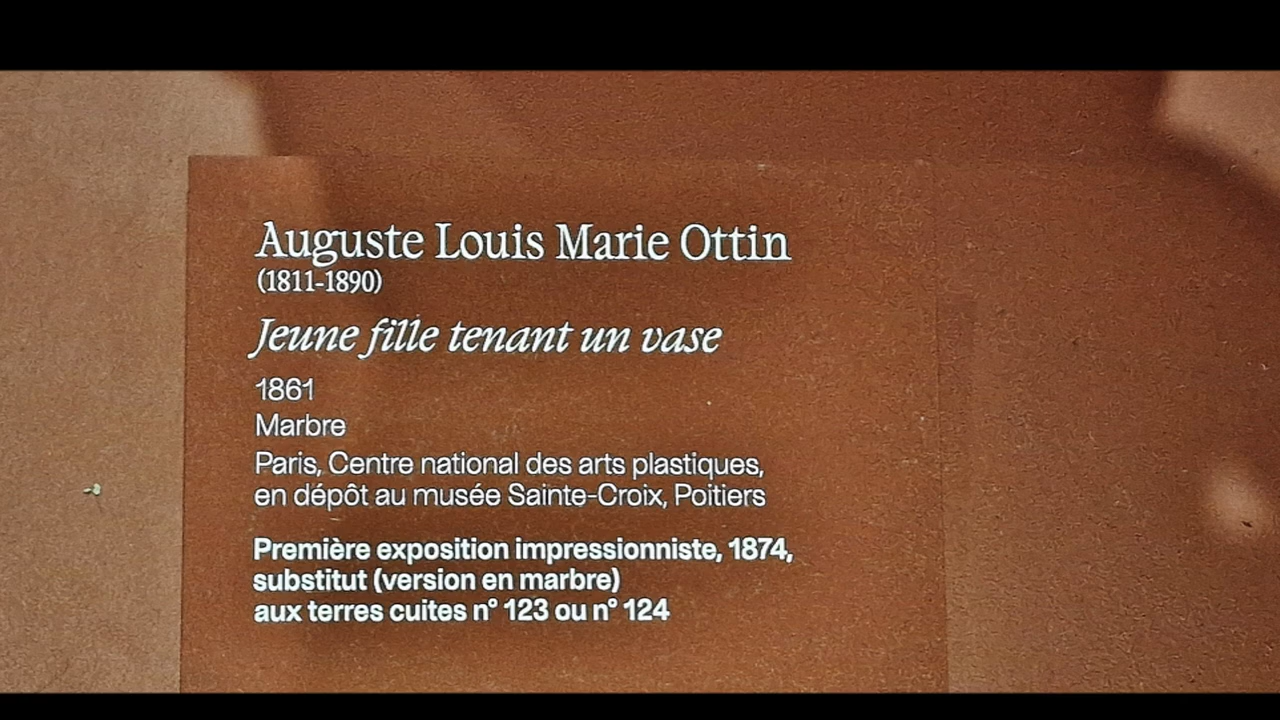 Auguste Louis Marie Ottin
(1811-1890)
Jeune fille tenant un vase
1861
Marbre
Paris, Centre national des arts plastiques,
en dépôt au musée Sainte-Croix, Poitiers
Première exposition impressionniste, 1874,
substitut (version en marbre)
aux terres cuites n° 123 ou n° 124